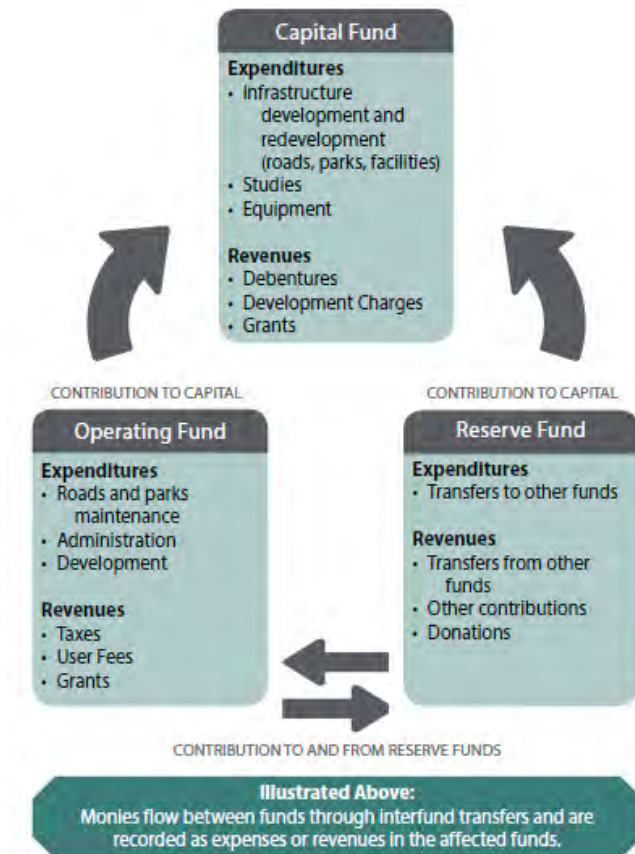 Capital Fund
Expenditures
• Infrastructure
development and
redevelopment
(roads, parks, facilities)
• Studies
• Equipment
Revenues
• Debentures
• Development Charges
• Grants
CONTRIBUTION TO CAPITAL
CONTRIBUTION TO CAPITAL
Operating Fund
Expenditures
• Roads and parks
maintenance
• Administration
• Development
Revenues
• Taxes
• User Fees
• Grants
Reserve Fund
Expenditures
• Transfers to other funds
Revenues
• Transfers from other
funds
• Other contributions
• Donations
CONTRIBUTION TO AND FROM RESERVE FUNDS
Illustrated Above:
Monies flow between funds through interfund transfers and are
recorded as expenses or revenues in the affected funds.